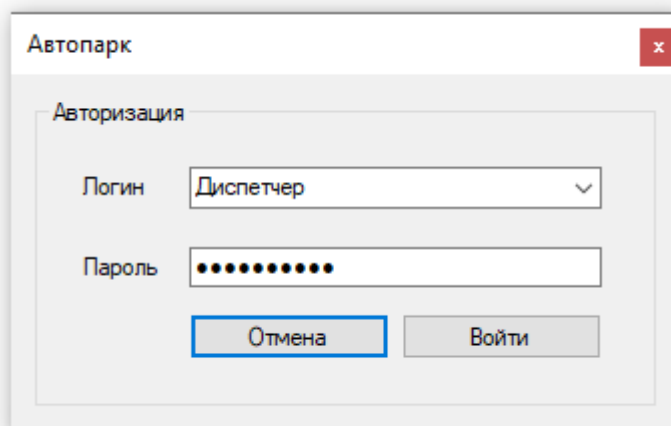 Автопарк x
Авторизация
Логин Диспетчер
Пароль ●●●●●●●●●●
Отмена Войти